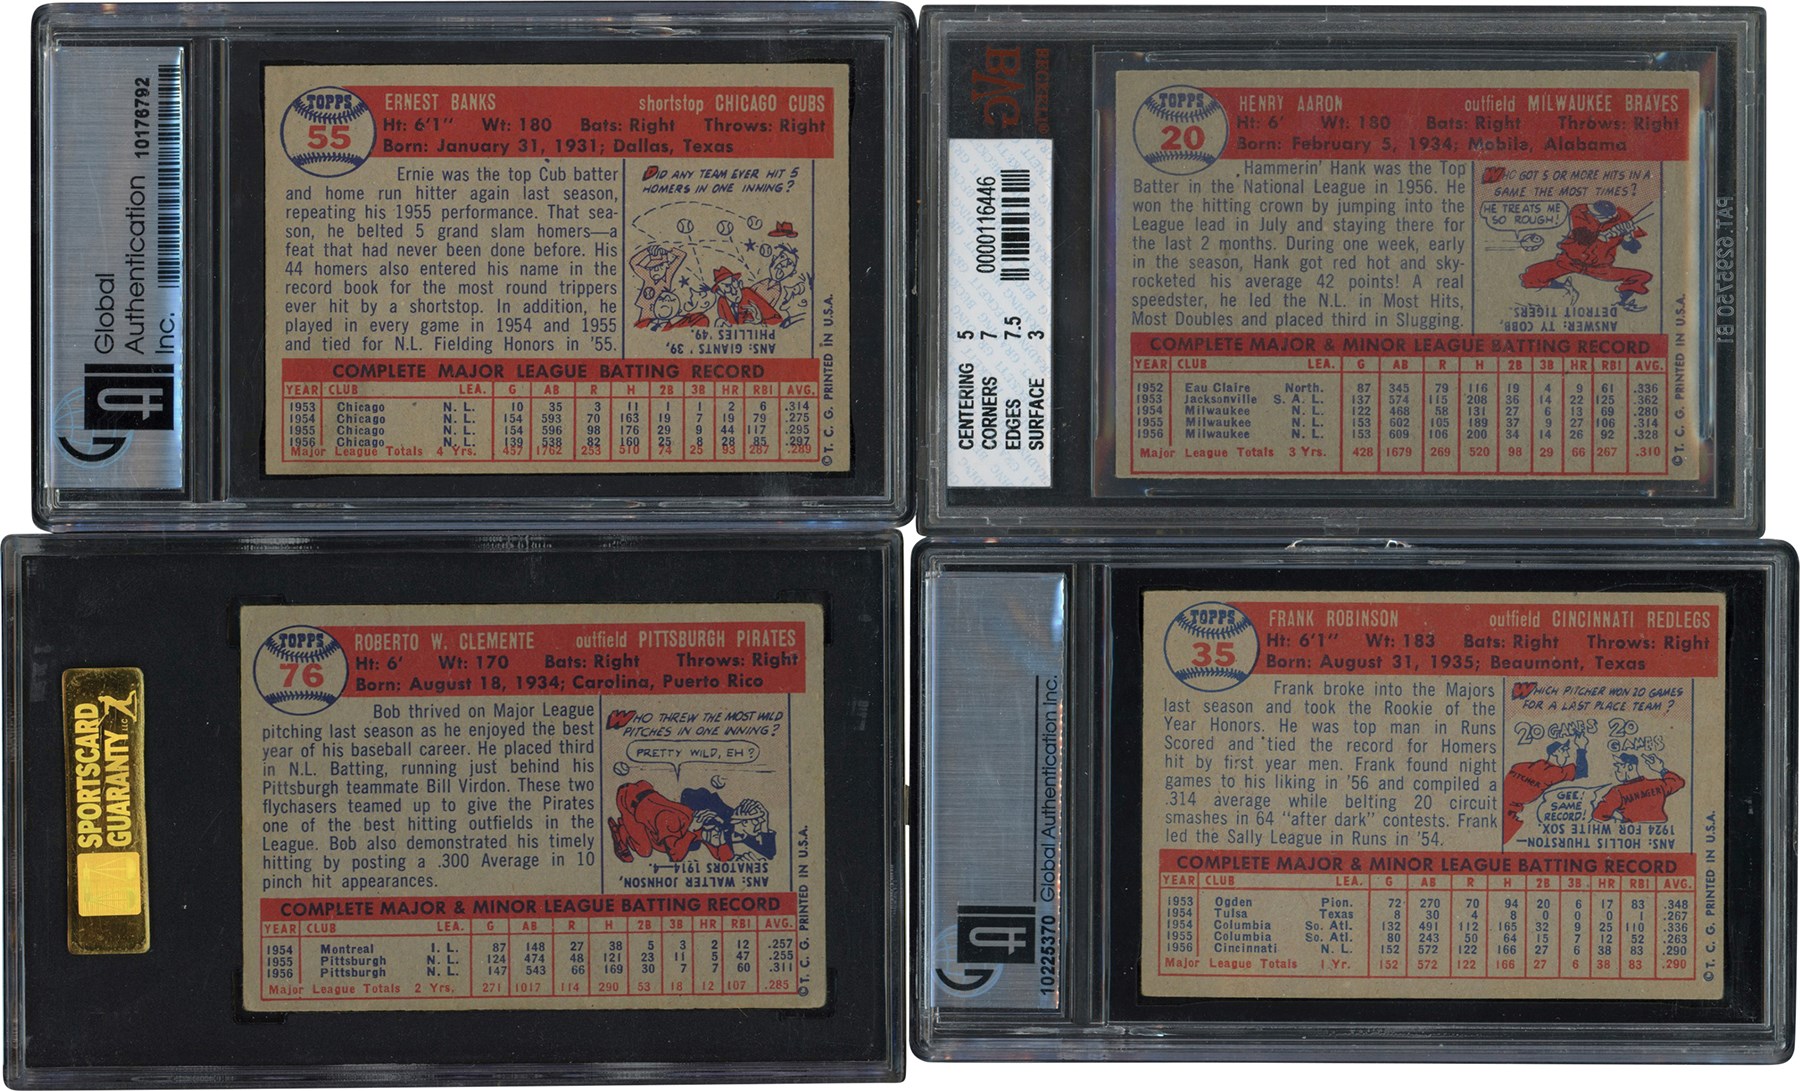 Global
Authentication
Inc.
10176792
GAI
TOPPS
55
ERNEST BANKS shortstop CHICAGO CUBS
Ht: 6'1" Wt: 180 Bats: Right Throws: Right
Born: January 31, 1931; Dallas, Texas
Ernie was the top Cub batter
and home run hitter again last season,
repeating his 1955 performance. That sea-
son, he belted 5 grand slam homers—a
feat that had never been done before. His
44 homers also entered his name in the
record book for the most round trippers
ever hit by a shortstop. In addition, he
played in every game in 1954 and 1955
and tied for N.L. Fielding Honors in '55.
DID ANY TEAM EVER HIT 5
HOMERS IN ONE INNING?
ANS: GIANTS '39,
PHILLIES '49.
COMPLETE MAJOR LEAGUE BATTING RECORD
YEAR CLUB LEA. G AB R H 2B 3B HR RBI AVG.
1953 Chicago N. L. 10 35 3 11 1 1 2 6 .314
1954 Chicago N. L. 154 593 70 163 19 7 19 79 .275
1955 Chicago N. L. 154 596 98 176 29 9 44 117 .295
1956 Chicago N. L. 139 538 82 160 25 8 28 85 .297
Major League Totals 4 Yrs. 457 1762 253 510 74 25 93 287 .289
© T. C. G. PRINTED IN U.S.A.
BECKETT
BVG
0000116446
CENTERING 5
CORNERS 7
EDGES 7.5
SURFACE 3
TOPPS
20
HENRY AARON outfield MILWAUKEE BRAVES
Ht: 6' Wt: 180 Bats: Right Throws: Right
Born: February 5, 1934; Mobile, Alabama
Hammerin' Hank was the Top
Batter in the National League in 1956. He
won the hitting crown by jumping into the
League lead in July and staying there for
the last 2 months. During one week, early
in the season, Hank got red hot and sky-
rocketed his average 42 points! A real
speedster, he led the N.L. in Most Hits,
Most Doubles and placed third in Slugging.
WHO GOT 5 OR MORE HITS IN A
GAME THE MOST TIMES?
HE TREATS ME
SO ROUGH!
ANSWER: TY COBB,
DETROIT TIGERS.
COMPLETE MAJOR & MINOR LEAGUE BATTING RECORD
YEAR CLUB LEA. G AB R H 2B 3B HR RBI AVG.
1952 Eau Claire North. 87 345 79 116 19 4 9 61 .336
1953 Jacksonville S. A. L. 137 574 115 208 36 14 22 125 .362
1954 Milwaukee N. L. 122 468 58 131 27 6 13 69 .280
1955 Milwaukee N. L. 153 602 105 189 37 9 27 106 .314
1956 Milwaukee N. L. 153 609 106 200 34 14 26 92 .328
Major League Totals 3 Yrs. 428 1679 269 520 98 29 66 267 .310
© T. C. G. PRINTED IN U.S.A.
SPORTSCARD
GUARANTY LLC
TOPPS
76
ROBERTO W. CLEMENTE outfield PITTSBURGH PIRATES
Ht: 6' Wt: 170 Bats: Right Throws: Right
Born: August 18, 1934; Carolina, Puerto Rico
Bob thrived on Major League
pitching last season as he enjoyed the best
year of his baseball career. He placed third
in N.L. Batting, running just behind his
Pittsburgh teammate Bill Virdon. These two
flychasers teamed up to give the Pirates
one of the best hitting outfields in the
League. Bob also demonstrated his timely
hitting by posting a .300 Average in 10
pinch hit appearances.
WHO THREW THE MOST WILD
PITCHES IN ONE INNING?
PRETTY WILD, EH?
ANS: WALTER JOHNSON,
SENATORS 1914—4.
COMPLETE MAJOR & MINOR LEAGUE BATTING RECORD
YEAR CLUB LEA. G AB R H 2B 3B HR RBI AVG.
1954 Montreal I. L. 87 148 27 38 5 3 2 12 .257
1955 Pittsburgh N. L. 124 474 48 121 23 11 5 47 .255
1956 Pittsburgh N. L. 147 543 66 169 30 7 7 60 .311
Major League Totals 2 Yrs. 271 1017 114 290 53 18 12 107 .285
© T. C. G. PRINTED IN U.S.A.
10225370 Global Authentication Inc.
GAI
TOPPS
35
FRANK ROBINSON outfield CINCINNATI REDLEGS
Ht: 6'1" Wt: 183 Bats: Right Throws: Right
Born: August 31, 1935; Beaumont, Texas
Frank broke into the Majors
last season and took the Rookie of the
Year Honors. He was top man in Runs
Scored and tied the record for Homers
hit by first year men. Frank found night
games to his liking in '56 and compiled a
.314 average while belting 20 circuit
smashes in 64 "after dark" contests. Frank
led the Sally League in Runs in '54.
WHICH PITCHER WON 20 GAMES
FOR A LAST PLACE TEAM?
20 GAMES
20 GAMES
PITCHER
MANAGER
GEE!
SAME
RECORD!
ANS: HOLLIS THURSTON—
1924 FOR WHITE SOX
COMPLETE MAJOR & MINOR LEAGUE BATTING RECORD
YEAR CLUB LEA. G AB R H 2B 3B HR RBI AVG.
1953 Ogden Pion. 72 270 70 94 20 6 17 83 .348
1954 Tulsa Texas 8 30 4 8 0 0 0 1 .267
1954 Columbia So. Atl. 132 491 112 165 32 9 25 110 .336
1955 Columbia So. Atl. 80 243 50 64 15 7 12 52 .263
1956 Cincinnati N. L. 152 572 122 166 27 6 38 83 .290
Major League Totals 1 Yr. 152 572 122 166 27 6 38 83 .290
© T. C. G. PRINTED IN U.S.A.